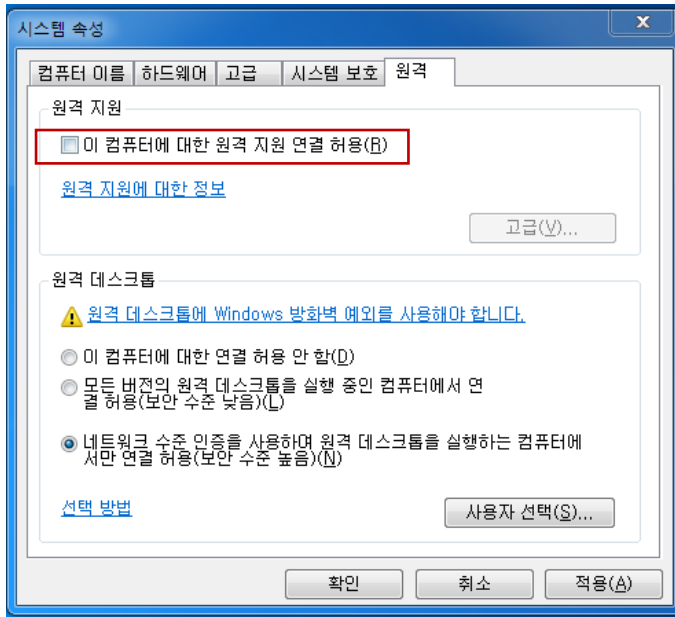 시스템 속성
컴퓨터 이름 하드웨어 고급 시스템 보호 원격
원격 지원
이 컴퓨터에 대한 원격 지원 연결 허용(R)
원격 지원에 대한 정보
고급(V)...
원격 데스크톱
원격 데스크톱에 Windows 방화벽 예외를 사용해야 합니다.
이 컴퓨터에 대한 연결 허용 안 함(D)
모든 버전의 원격 데스크톱을 실행 중인 컴퓨터에서 연
결 허용(보안 수준 낮음)(L)
네트워크 수준 인증을 사용하며 원격 데스크톱을 실행하는 컴퓨터에
서만 연결 허용(보안 수준 높음)(N)
선택 방법
사용자 선택(S)...
확인 취소 적용(A)